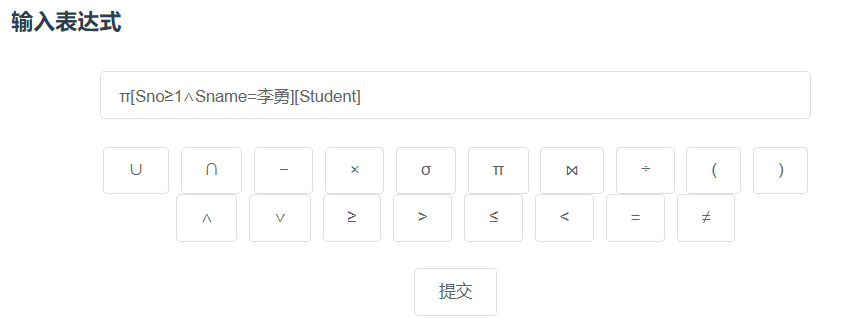 输入表达式
π[Sno≥1∧Sname=李勇][Student]
∪ ∩ − × σ π ⋈ ÷ ( )
∧ ∨ ≥ > ≤ < = ≠
提交